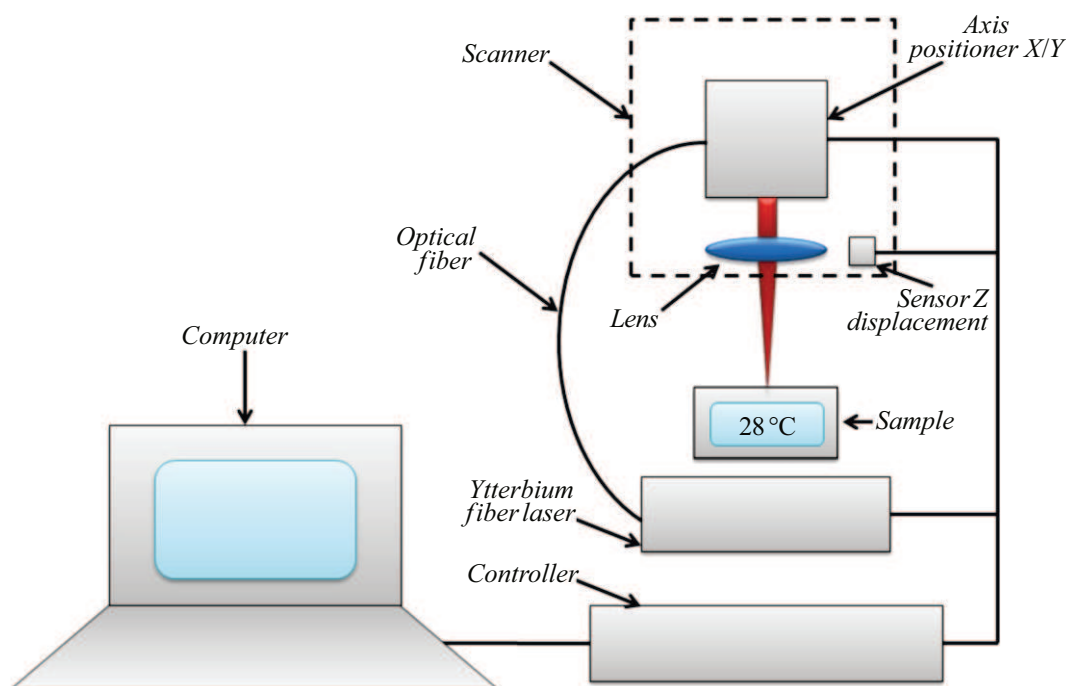 Axis
positioner X/Y
Scanner
Optical
fiber
Lens
Sensor Z
displacement
Computer
28 °C
Sample
Ytterbium
fiber laser
Controller